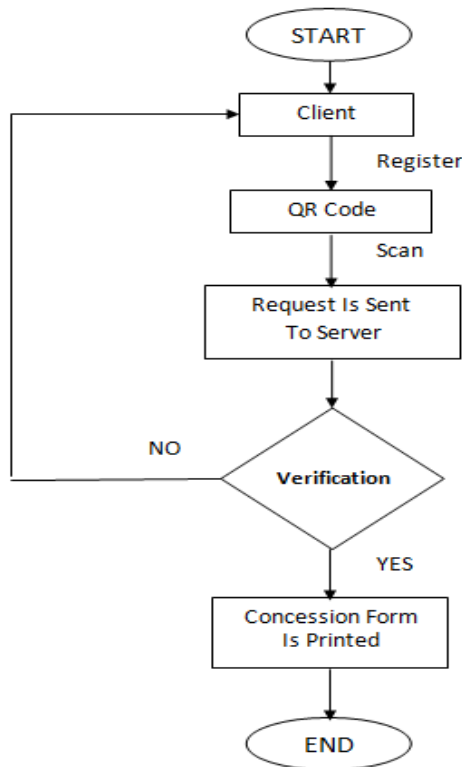 START
Client
Register
QR Code
Scan
Request Is Sent
To Server
NO
Verification
YES
Concession Form
Is Printed
END